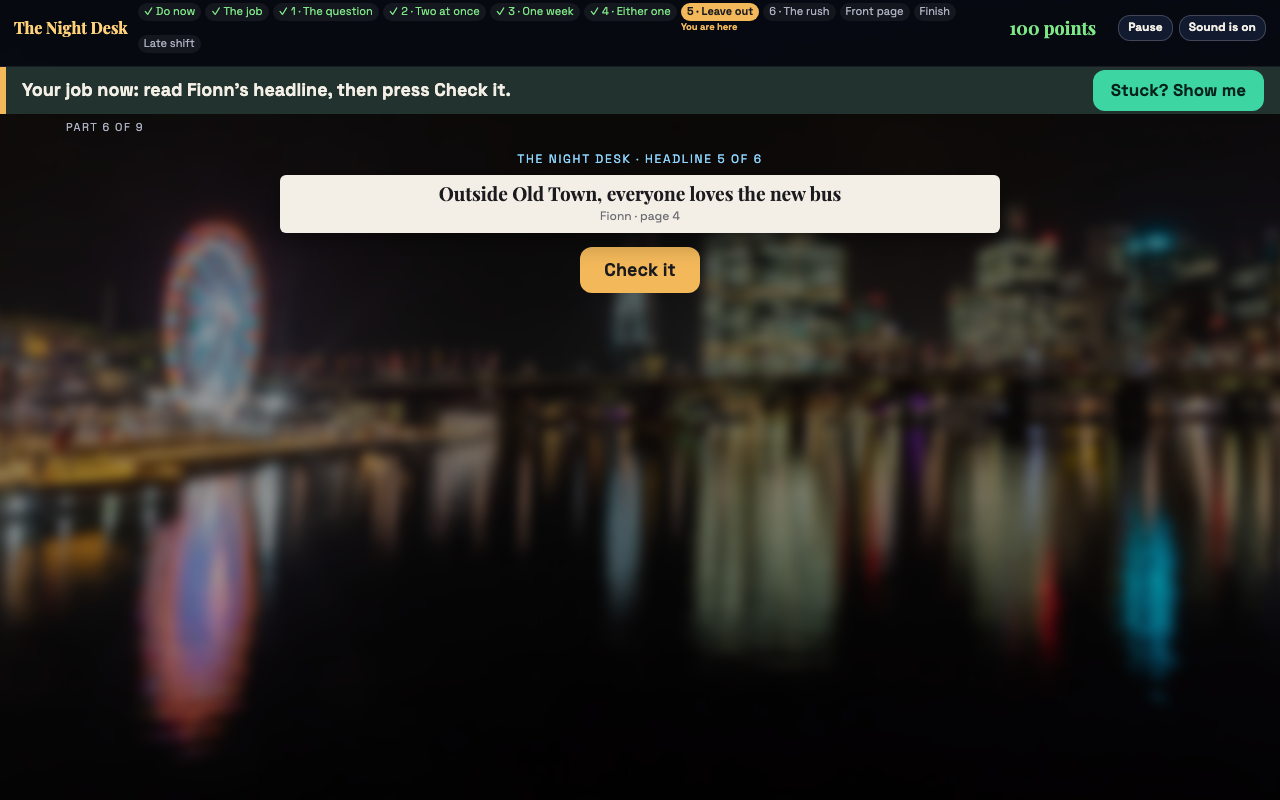 The Night Desk
✓ Do now
✓ The job
✓ 1 · The question
✓ 2 · Two at once
✓ 3 · One week
✓ 4 · Either one
5 · Leave out
You are here
6 · The rush
Front page
Finish
Late shift
100 points
Pause
Sound is on
Your job now: read Fionn's headline, then press Check it.
Stuck? Show me
PART 6 OF 9
THE NIGHT DESK · HEADLINE 5 OF 6
Outside Old Town, everyone loves the new bus
Fionn · page 4
Check it